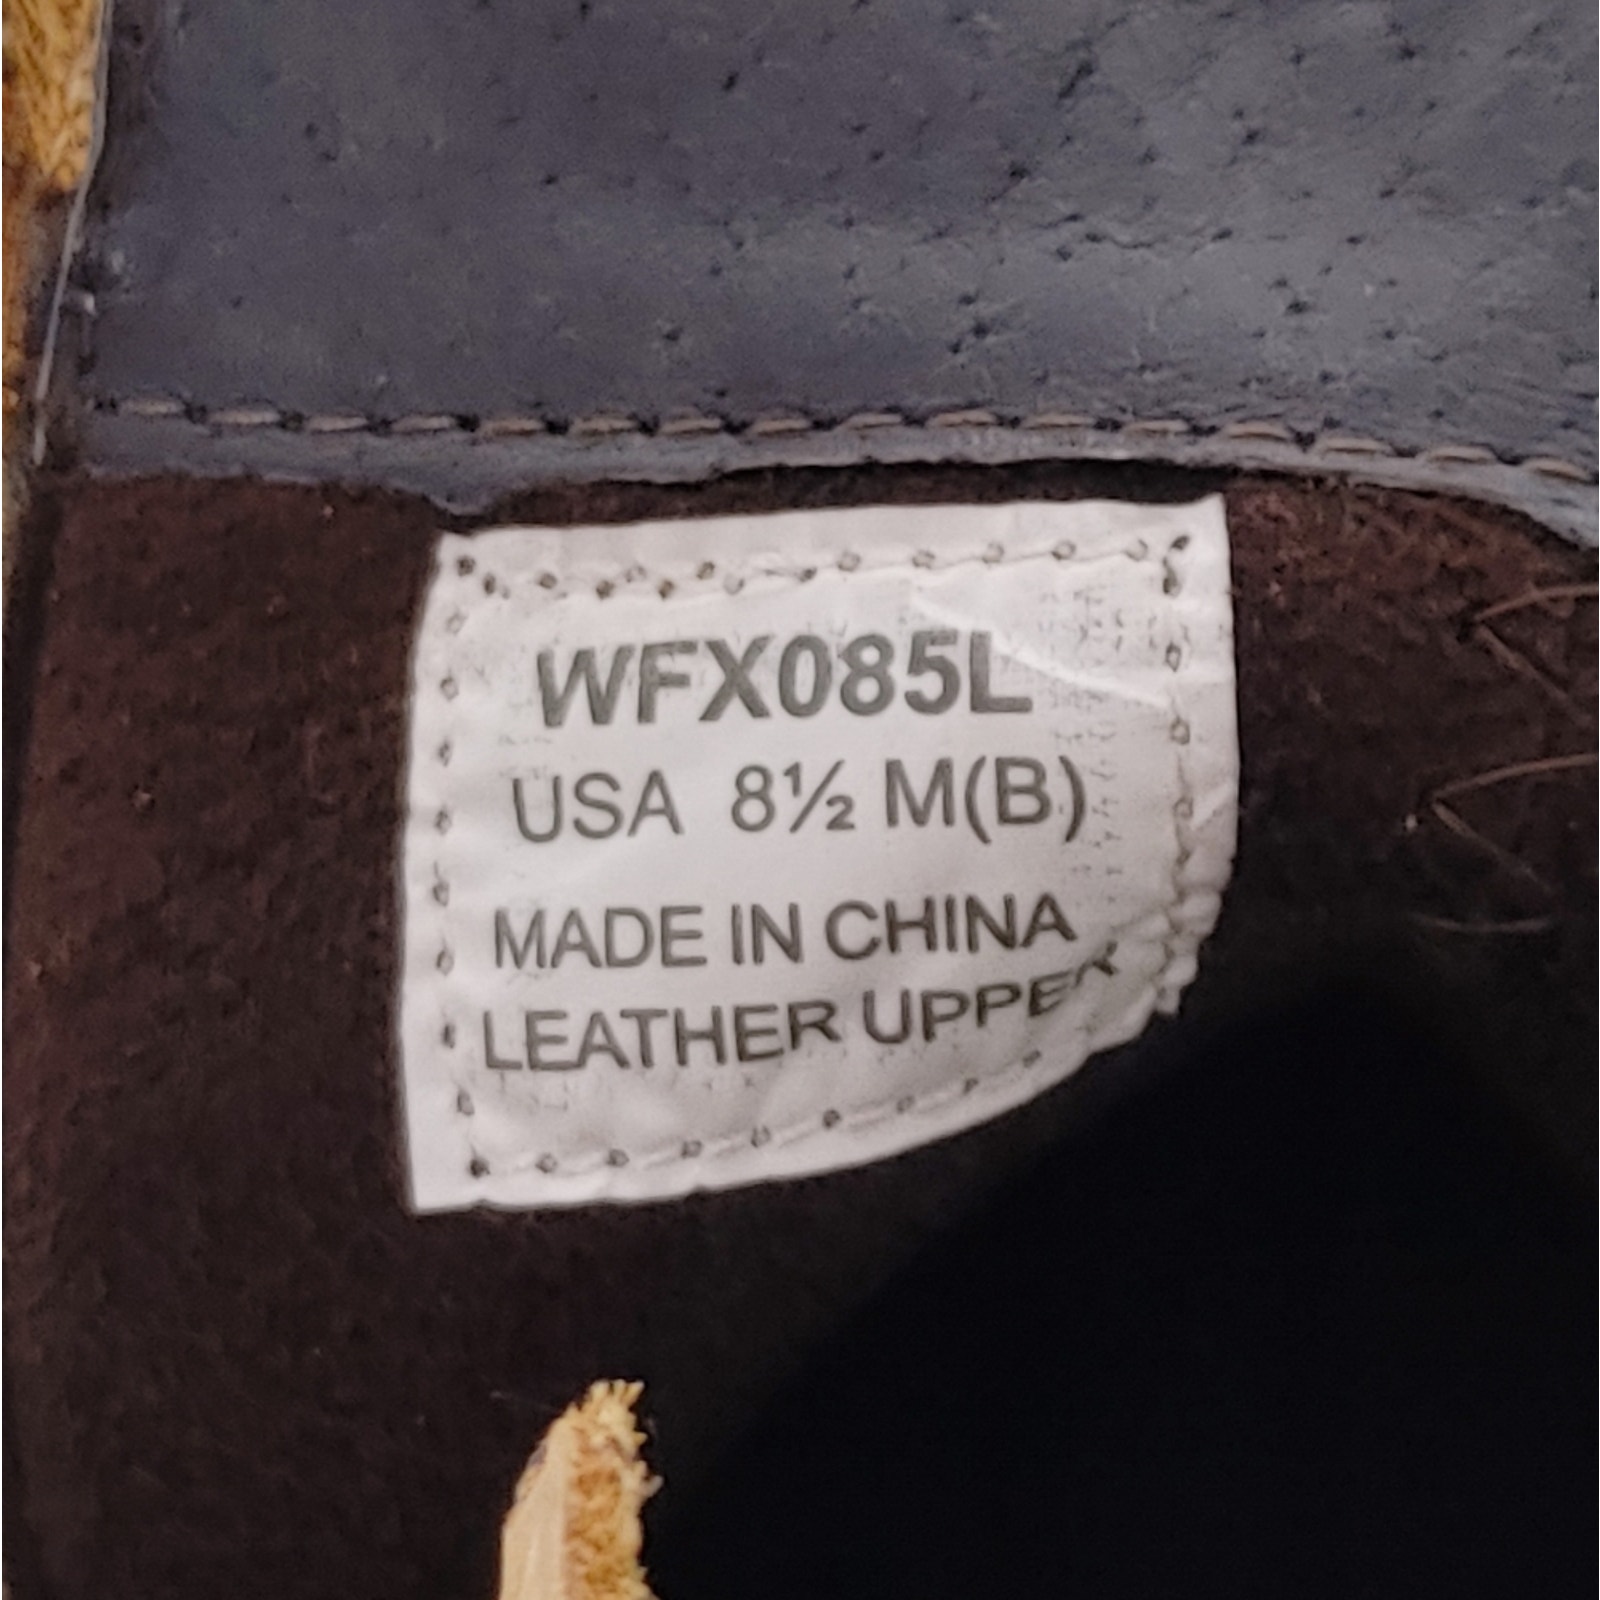 WFX085L
USA 8½ M(B)
MADE IN CHINA
LEATHER UPPER